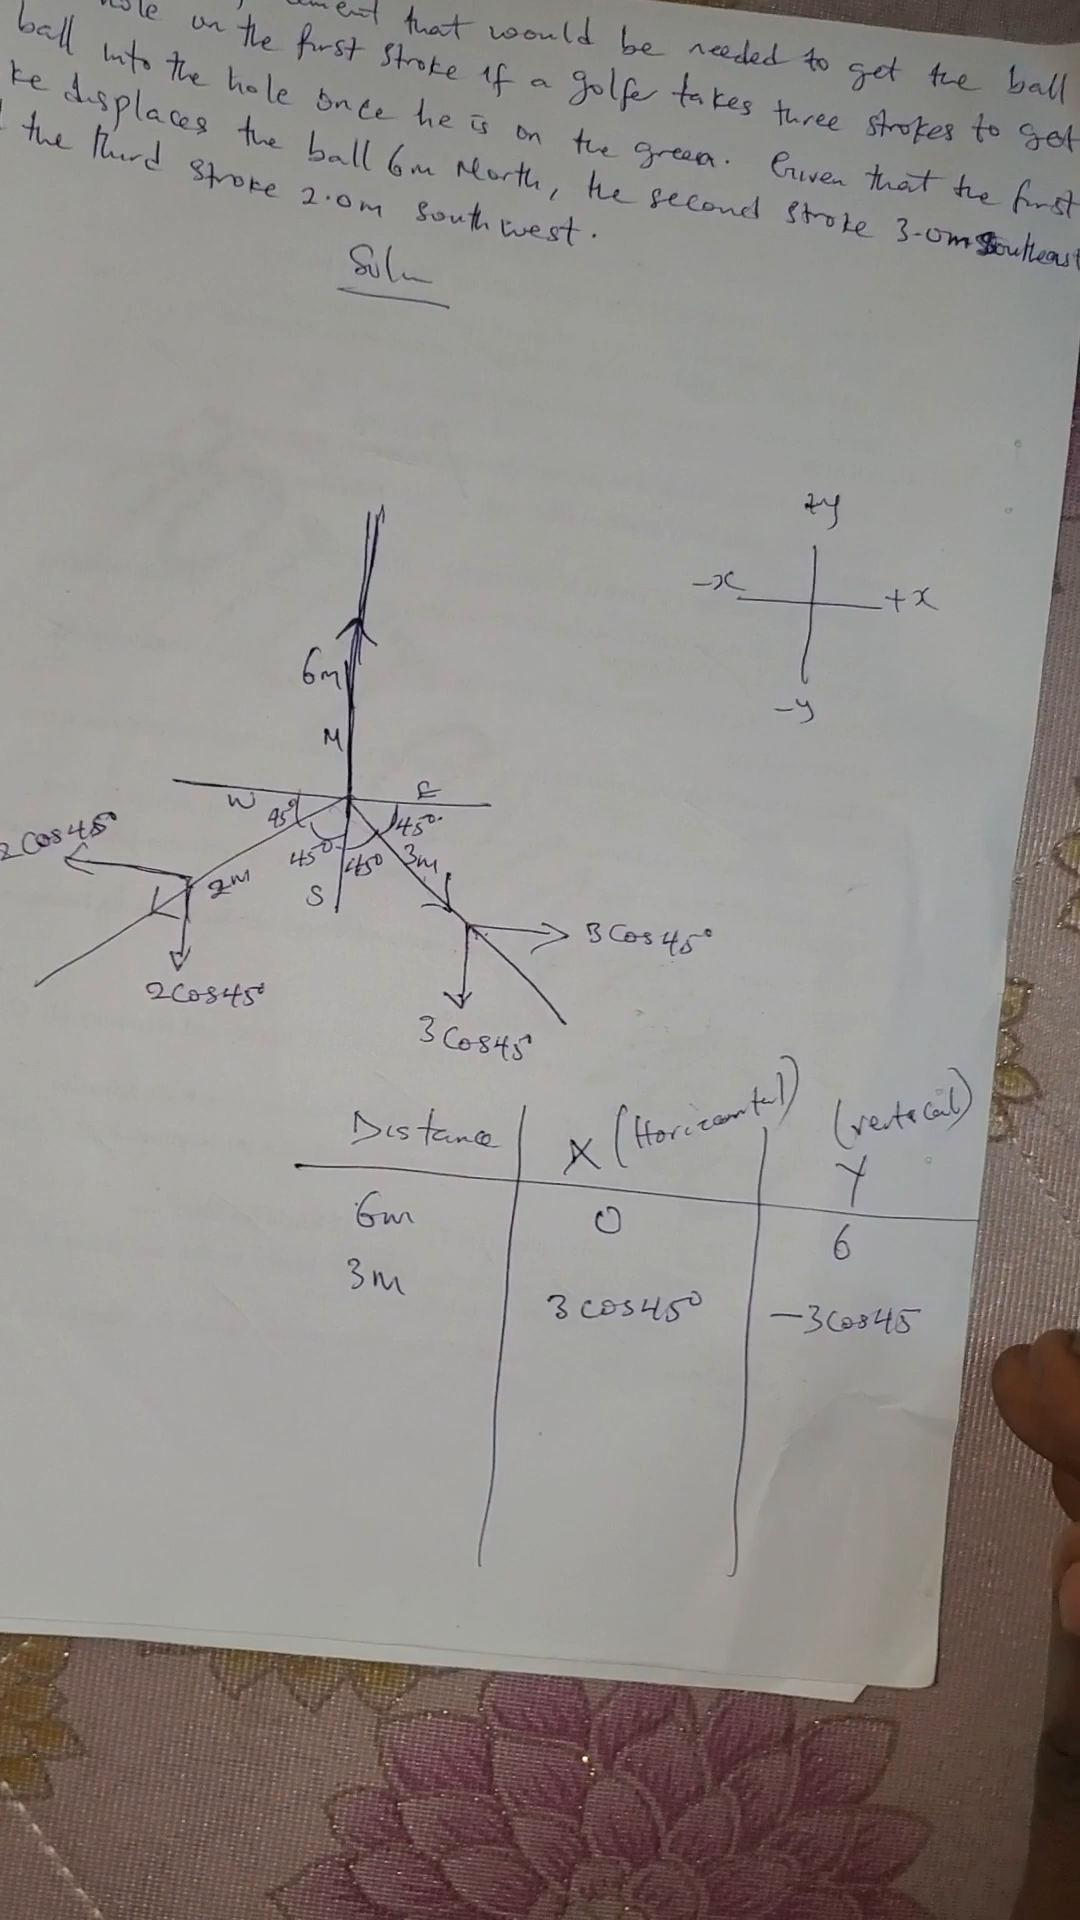 that would be needed to get the ball
on the first stroke if a golfer takes three strokes to get
ball into the hole once he is on the green. Given that the first
ke displaces the ball 6m North, the second stroke 3.0m Southeast
the third stroke 2.0m southwest.
Soln
+y
-x +x
-y
6m
N
W E
45° 45°
45° 45° 3m
2cos45°
2m
S
3cos45°
2cos45°
3cos45°
Distance X (Horizontal) Y (vertical)
6m 0 6
3m 3cos45° -3cos45